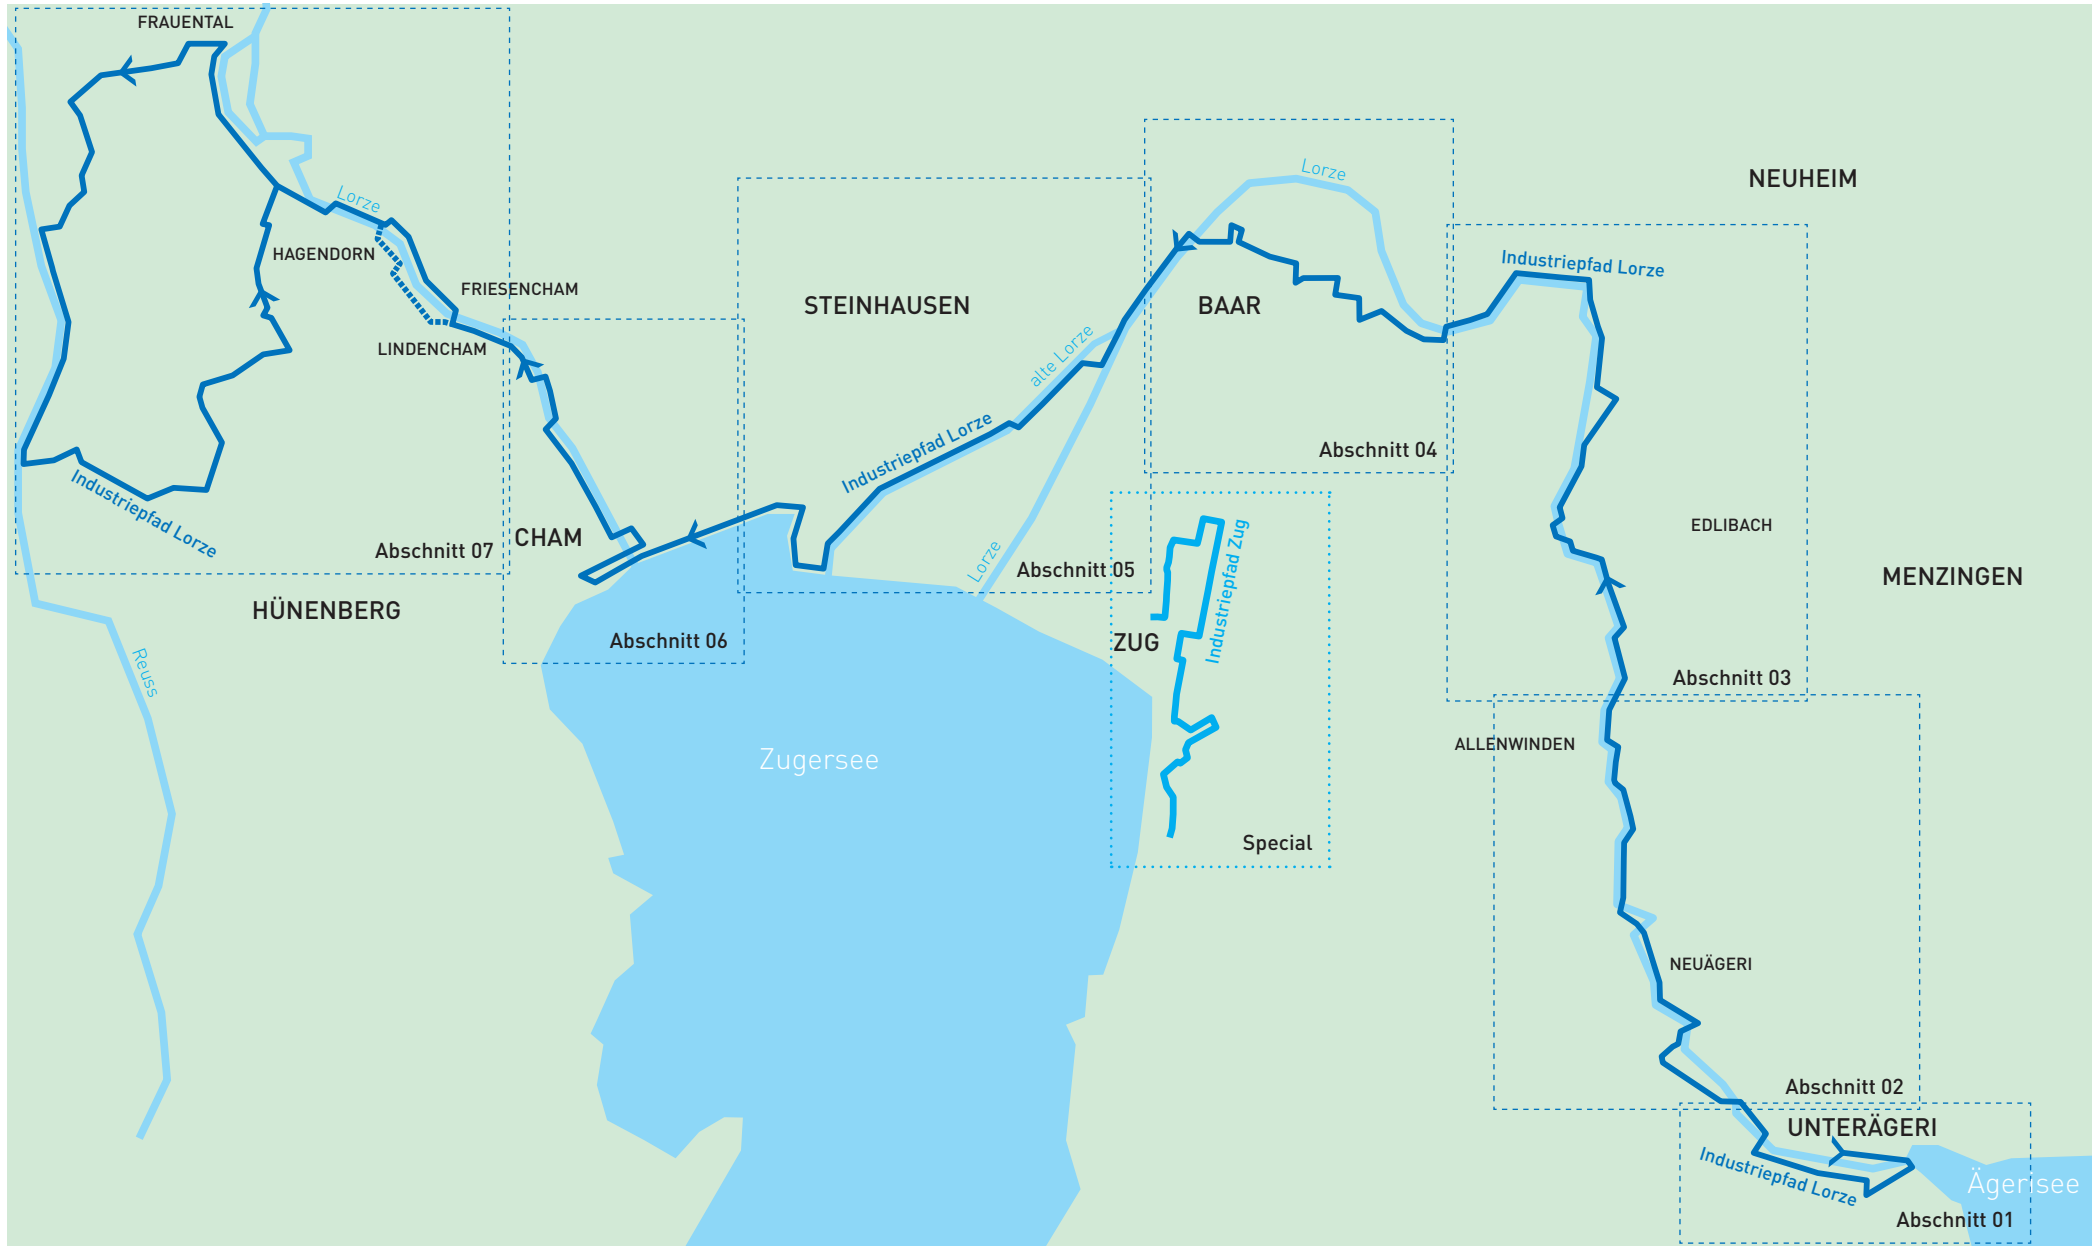 FRAUENTAL
Lorze
NEUHEIM
Lorze
HAGENDORN
Industriepfad Lorze
FRIESENCHAM
STEINHAUSEN
BAAR
LINDENCHAM
alte Lorze
Industriepfad Lorze
Abschnitt 04
Industriepfad Lorze
EDLIBACH
CHAM
Abschnitt 07
Lorze
Abschnitt 05
Industriepfad Zug
MENZINGEN
HÜNENBERG
Abschnitt 06
ZUG
Reuss
Abschnitt 03
ALLENWINDEN
Zugersee
Special
NEUÄGERI
Abschnitt 02
UNTERÄGERI
Industriepfad Lorze
Ägerisee
Abschnitt 01